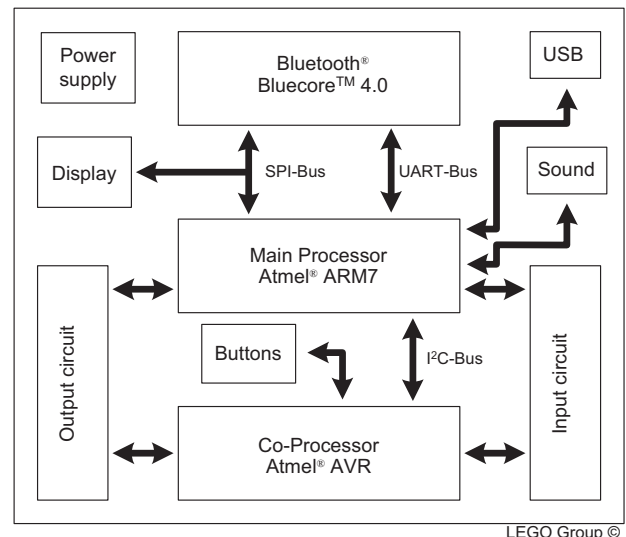 Power
supply
Bluetooth®
Bluecore™ 4.0
USB
Display
SPI-Bus
UART-Bus
Sound
Main Processor
Atmel® ARM7
Output circuit
Buttons
I²C-Bus
Input circuit
Co-Processor
Atmel® AVR
LEGO Group ©